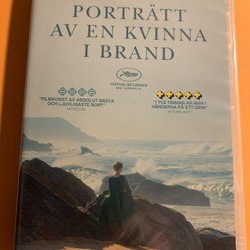 PORTRÄTT
AV EN KVINNA
I BRAND
FESTIVAL DE CANNES
"FILMKONST AV ABSOLUT BÄSTA
OCH LJUVLIGASTE SORT"
"I TVÅ TIMMAR ÄR MAN I
HÄNDERNA PÅ ETT GENI"
AFTONBLADET